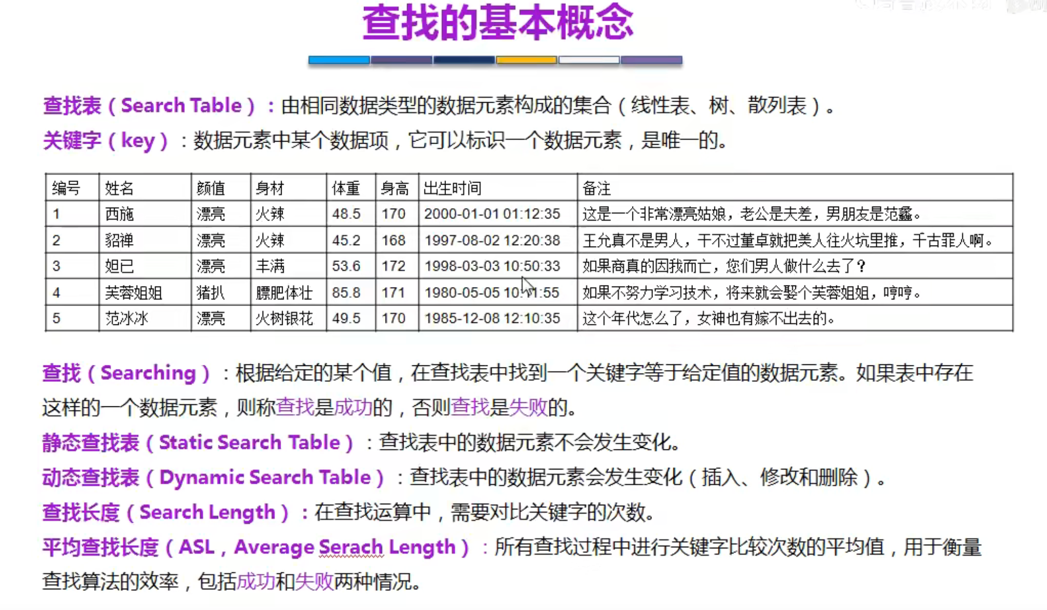 查找的基本概念
查找表（Search Table）：由相同数据类型的数据元素构成的集合（线性表、树、散列表）。
关键字（key）：数据元素中某个数据项，它可以标识一个数据元素，是唯一的。
编号 姓名 颜值 身材 体重 身高 出生时间 备注
1 西施 漂亮 火辣 48.5 170 2000-01-01 01:12:35 这是一个非常漂亮姑娘，老公是夫差，男朋友是范蠡。
2 貂禅 漂亮 火辣 45.2 168 1997-08-02 12:20:38 王允真不是男人，干不过董卓就把美人往火坑里推，千古罪人啊。
3 妲已 漂亮 丰满 53.6 172 1998-03-03 10:50:33 如果商真的因我而亡，您们男人做什么去了？
4 芙蓉姐姐 猪扒 膘肥体壮 85.8 171 1980-05-05 如果不努力学习技术，将来就会娶个芙蓉姐姐，哼哼。
5 范冰冰 漂亮 火树银花 49.5 170 1985-12-08 12:10:35 这个年代怎么了，女神也有嫁不出去的。
查找（Searching）：根据给定的某个值，在查找表中找到一个关键字等于给定值的数据元素。如果表中存在
这样的一个数据元素，则称查找是成功的，否则查找是失败的。
静态查找表（Static Search Table）：查找表中的数据元素不会发生变化。
动态查找表（Dynamic Search Table）：查找表中的数据元素会发生变化（插入、修改和删除）。
查找长度（Search Length）：在查找运算中，需要对比关键字的次数。
平均查找长度（ASL，Average Serach Length）：所有查找过程中进行关键字比较次数的平均值，用于衡量
查找算法的效率，包括成功和失败两种情况。